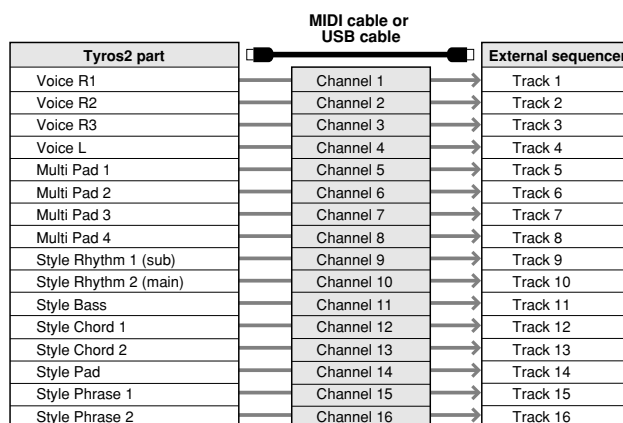 MIDI cable or
USB cable
Tyros2 part External sequencer
Voice R1 Channel 1 Track 1
Voice R2 Channel 2 Track 2
Voice R3 Channel 3 Track 3
Voice L Channel 4 Track 4
Multi Pad 1 Channel 5 Track 5
Multi Pad 2 Channel 6 Track 6
Multi Pad 3 Channel 7 Track 7
Multi Pad 4 Channel 8 Track 8
Style Rhythm 1 (sub) Channel 9 Track 9
Style Rhythm 2 (main) Channel 10 Track 10
Style Bass Channel 11 Track 11
Style Chord 1 Channel 12 Track 12
Style Chord 2 Channel 13 Track 13
Style Pad Channel 14 Track 14
Style Phrase 1 Channel 15 Track 15
Style Phrase 2 Channel 16 Track 16